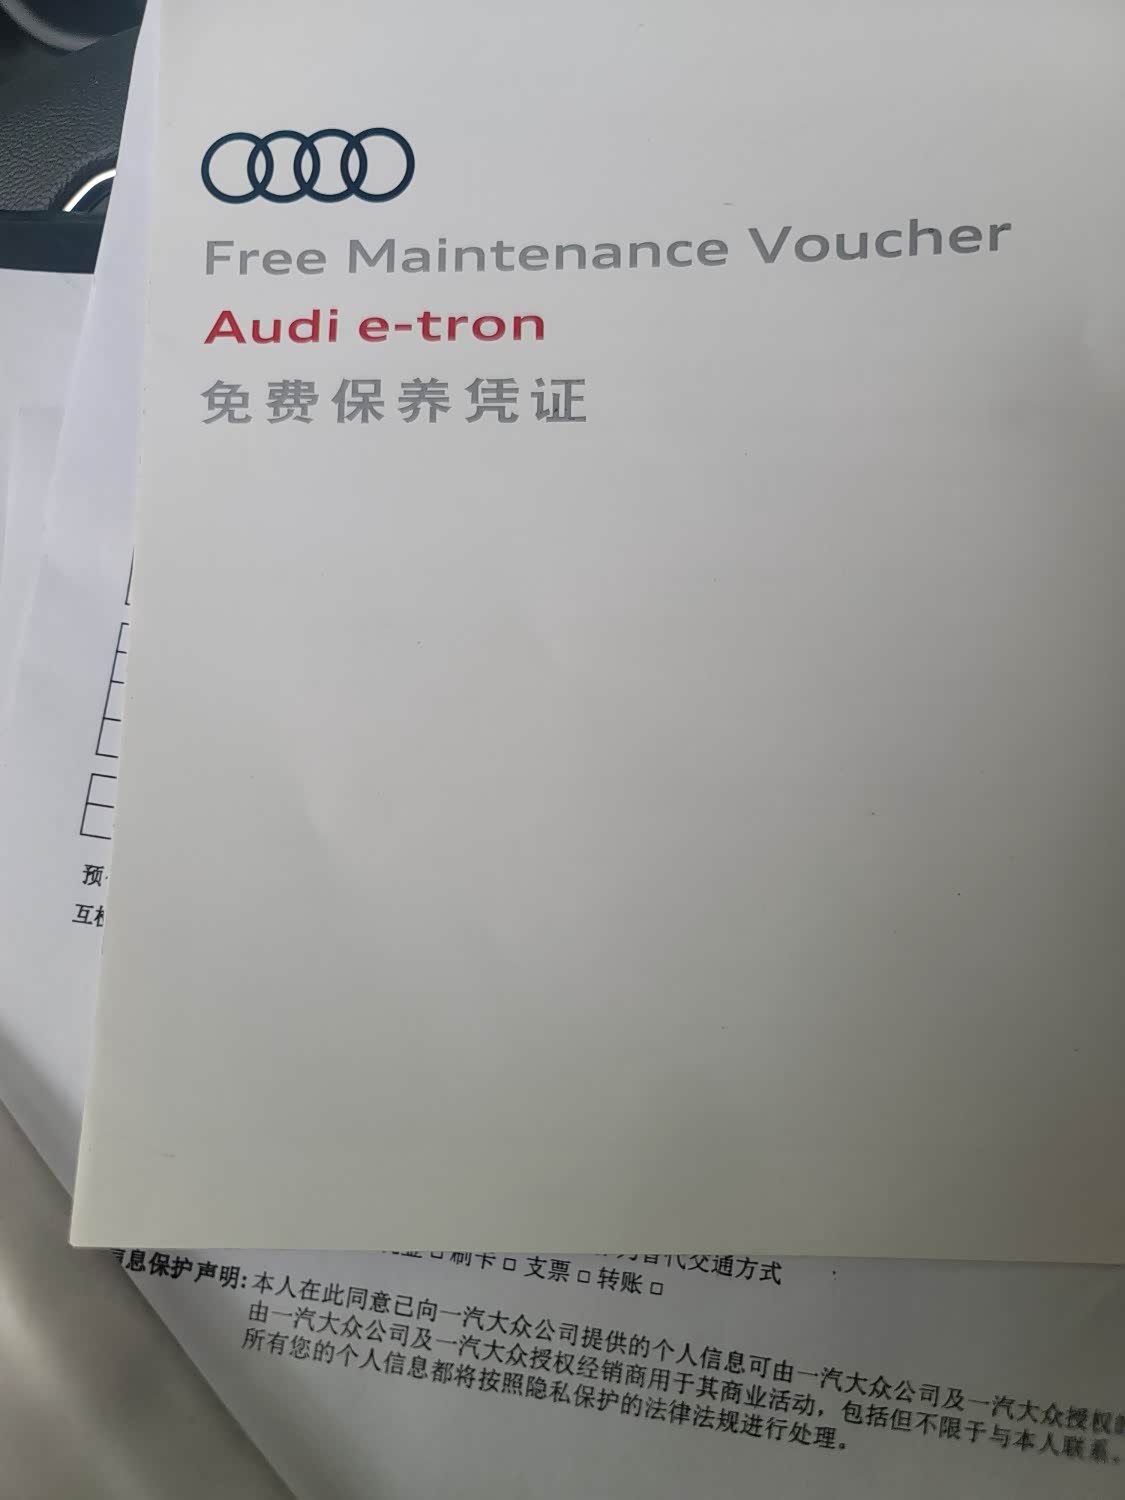 Free Maintenance Voucher
Audi e-tron
免费保养凭证
预
互检
替代交通方式
刷卡□ 支票□ 转账□
息保护声明:本人在此同意已向一汽大众公司提供的个人信息可由一汽大众公司及一汽大众授权
由一汽大众公司及一汽大众授权经销商用于其商业活动，包括但不限于与本人联系。
所有您的个人信息都将按照隐私保护的法律法规进行处理。